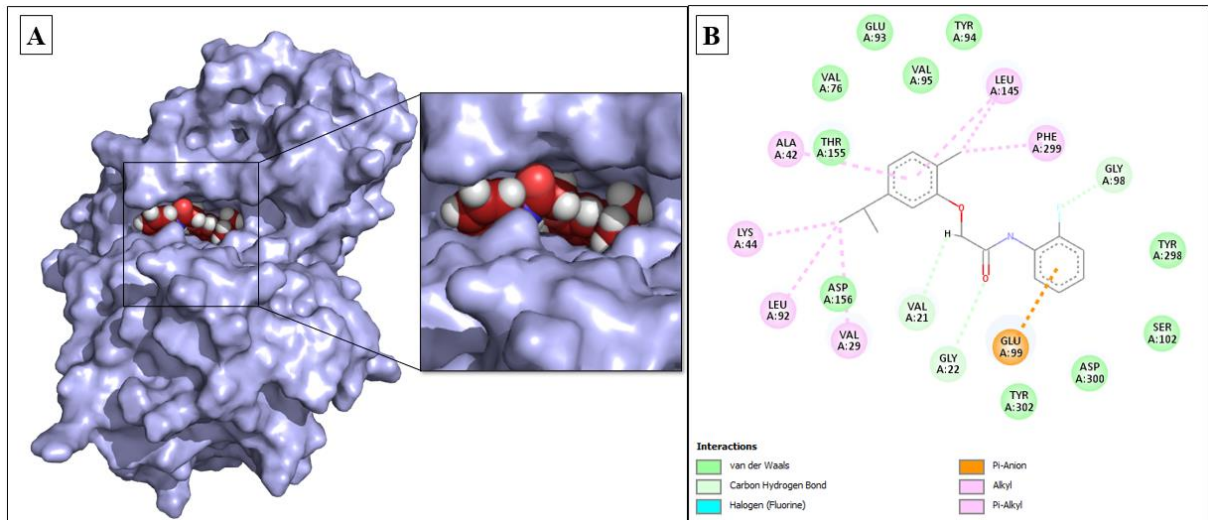 A
B
GLU
A:93
TYR
A:94
VAL
A:76
VAL
A:95
LEU
A:145
ALA
A:42
THR
A:155
PHE
A:299
GLY
A:98
H
O
N
O
LYS
A:44
TYR
A:298
ASP
A:156
VAL
A:21
LEU
A:92
VAL
A:29
GLY
A:22
GLU
A:99
SER
A:102
ASP
A:300
TYR
A:302
Interactions
van der Waals
Carbon Hydrogen Bond
Halogen (Fluorine)
Pi-Anion
Alkyl
Pi-Alkyl